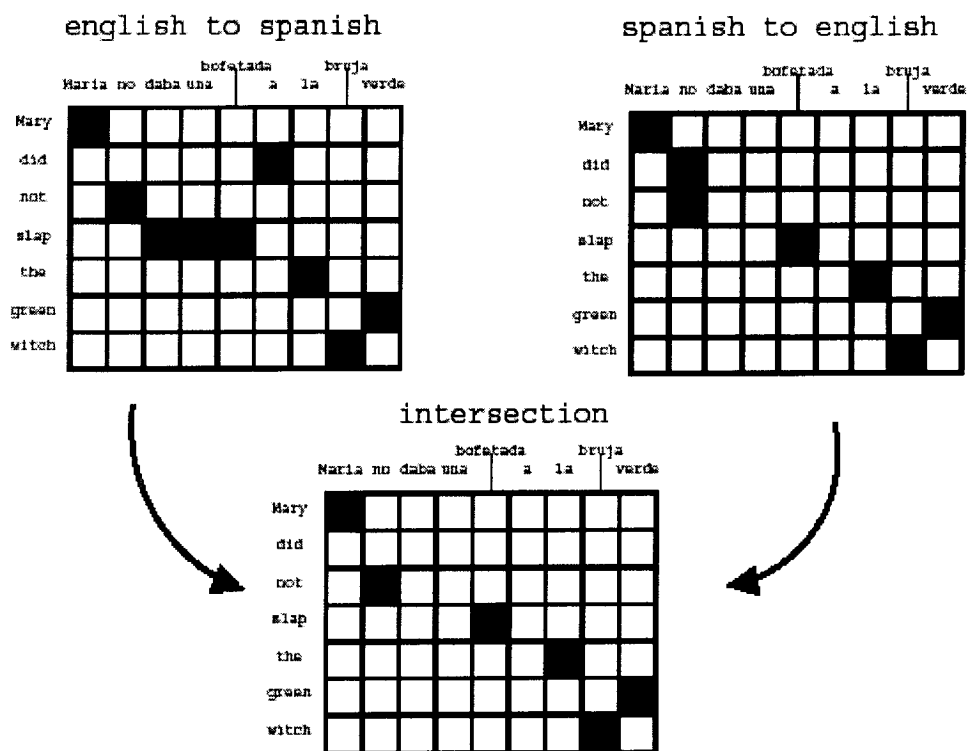 english to spanish
bofetada bruja
Maria no daba una a la verde
Mary
did
not
slap
the
green
witch
spanish to english
bofetada bruja
Maria no daba una a la verde
Mary
did
not
slap
the
green
witch
intersection
bofetada bruja
Maria no daba una a la verde
Mary
did
not
slap
the
green
witch